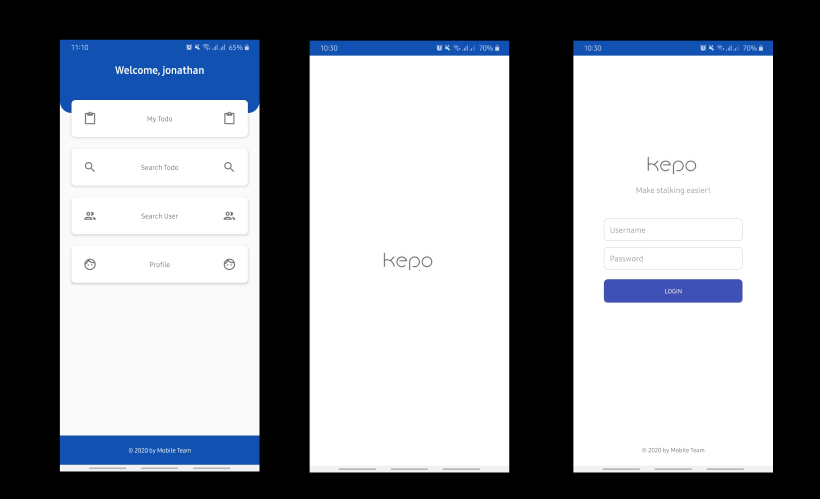 11:10 65%
Welcome, jonathan
My Todo
Search Todo
Search User
Profile
© 2020 by Mobile Team
10:30 70%
kepo
10:30 70%
kepo
Make stalking easier!
Username
Password
LOGIN
© 2020 by Mobile Team